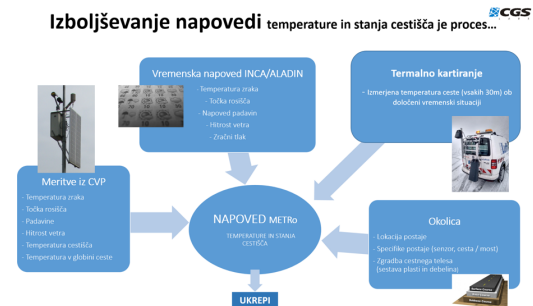 Izboljševanje napovedi temperature in stanja cestišča je proces…
CGS
Vremenska napoved INCA/ALADIN
- Temperatura zraka
- Točka rosišča
- Napoved padavin
- Hitrost vetra
- Zračni tlak
Termalno kartiranje
- Izmerjena temperatura ceste (vsakih 30m) ob
določeni vremenski situaciji
Meritve iz CVP
- Temperatura zraka
- Točka rosišča
- Padavine
- Hitrost vetra
- Temperatura cestišča
- Temperatura v globini ceste
NAPOVED METRo
TEMPERATURE IN STANJA
CESTIŠČA
Okolica
- Lokacija postaje
- Specifike postaje (senzor, cesta / most)
- Zgradba cestnega telesa
(sestava plasti in debelina)
UKREPI